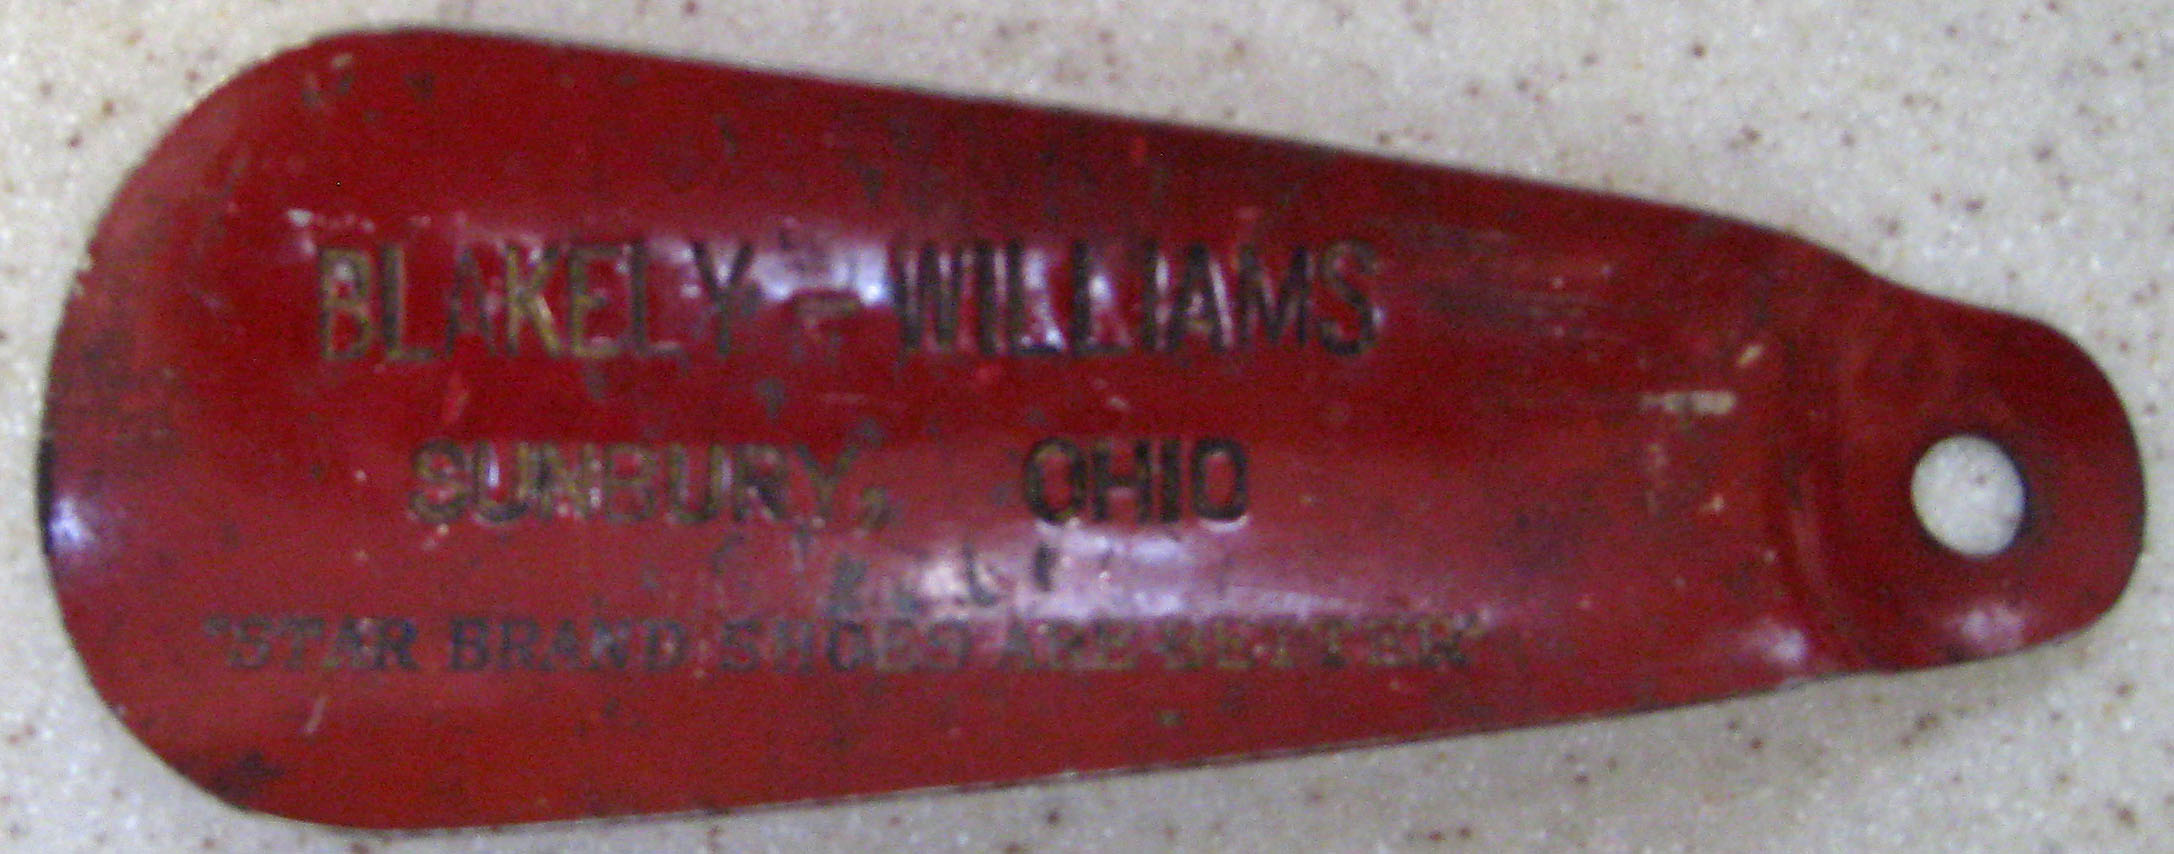 BLAKELY - WILLIAMS
SUNBURY, OHIO
"STAR BRAND SHOES ARE BETTER"